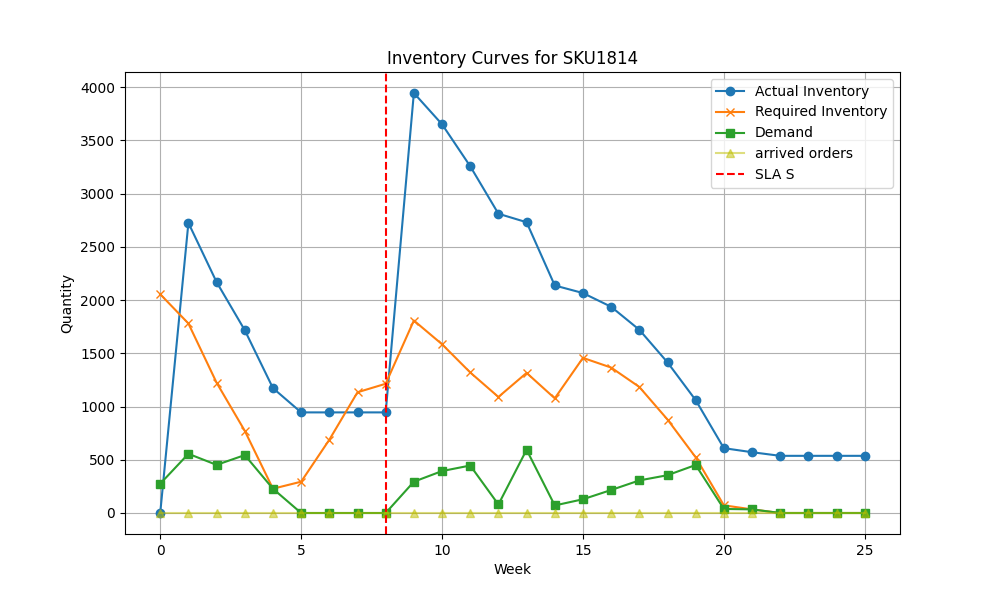 Inventory Curves for SKU1814
Actual Inventory
Required Inventory
Demand
arrived orders
SLA S
Quantity
4000
3500
3000
2500
2000
1500
1000
500
0
0 5 10 15 20 25
Week